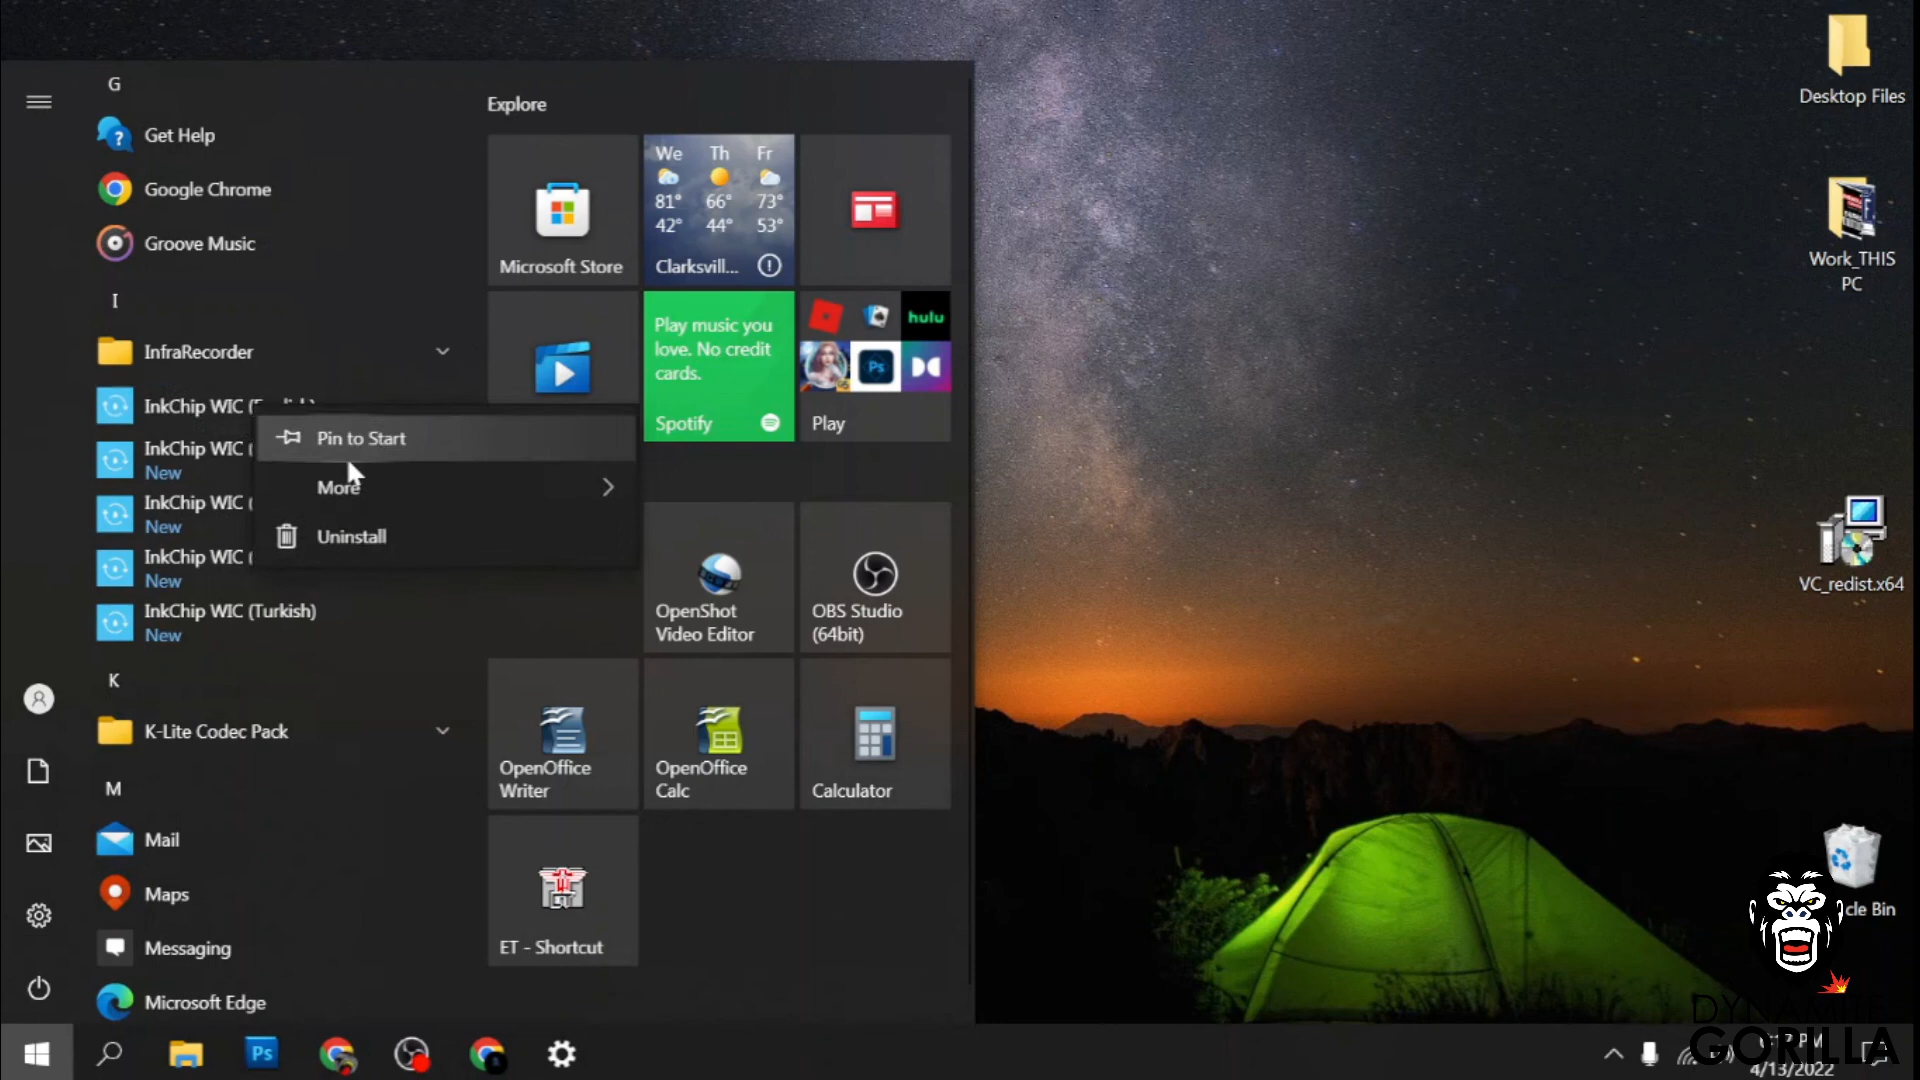 G
Get Help
Google Chrome
Groove Music
I
InfraRecorder
InkChip WIC (
InkChip WIC (
New
InkChip WIC (
New
InkChip WIC (
New
InkChip WIC (Turkish)
New
K
K-Lite Codec Pack
M
Mail
Maps
Messaging
Microsoft Edge
Pin to Start
More
Uninstall
Explore
Microsoft Store
We Th Fr
81° 66° 73°
42° 44° 53°
Clarksvill...
Play music you
love. No credit
cards.
Spotify
hulu
Ps
Play
OpenShot
Video Editor
OBS Studio
(64bit)
OpenOffice
Writer
OpenOffice
Calc
Calculator
ET - Shortcut
Desktop Files
Work_THIS
PC
VC_redist.x64
cle Bin
DYNAMITE
GORILLA
Ps
PM
4/13/2022